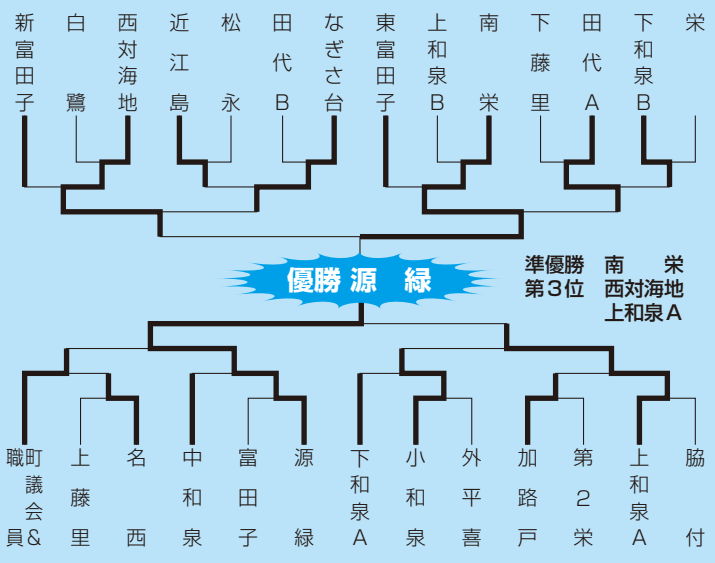 新富田子
白鷺
西対海地
近江島
松永
田代B
なぎさ台
東富田子
上和泉B
南栄
下藤里
田代A
下和泉B
栄
優勝 源 緑
準優勝 南 栄
第3位 西対海地
上和泉A
町議会&
職員
上藤里
名西
中和泉
富田子
源緑
下和泉A
小和泉
外平喜
加路戸
第2栄
上和泉A
脇付